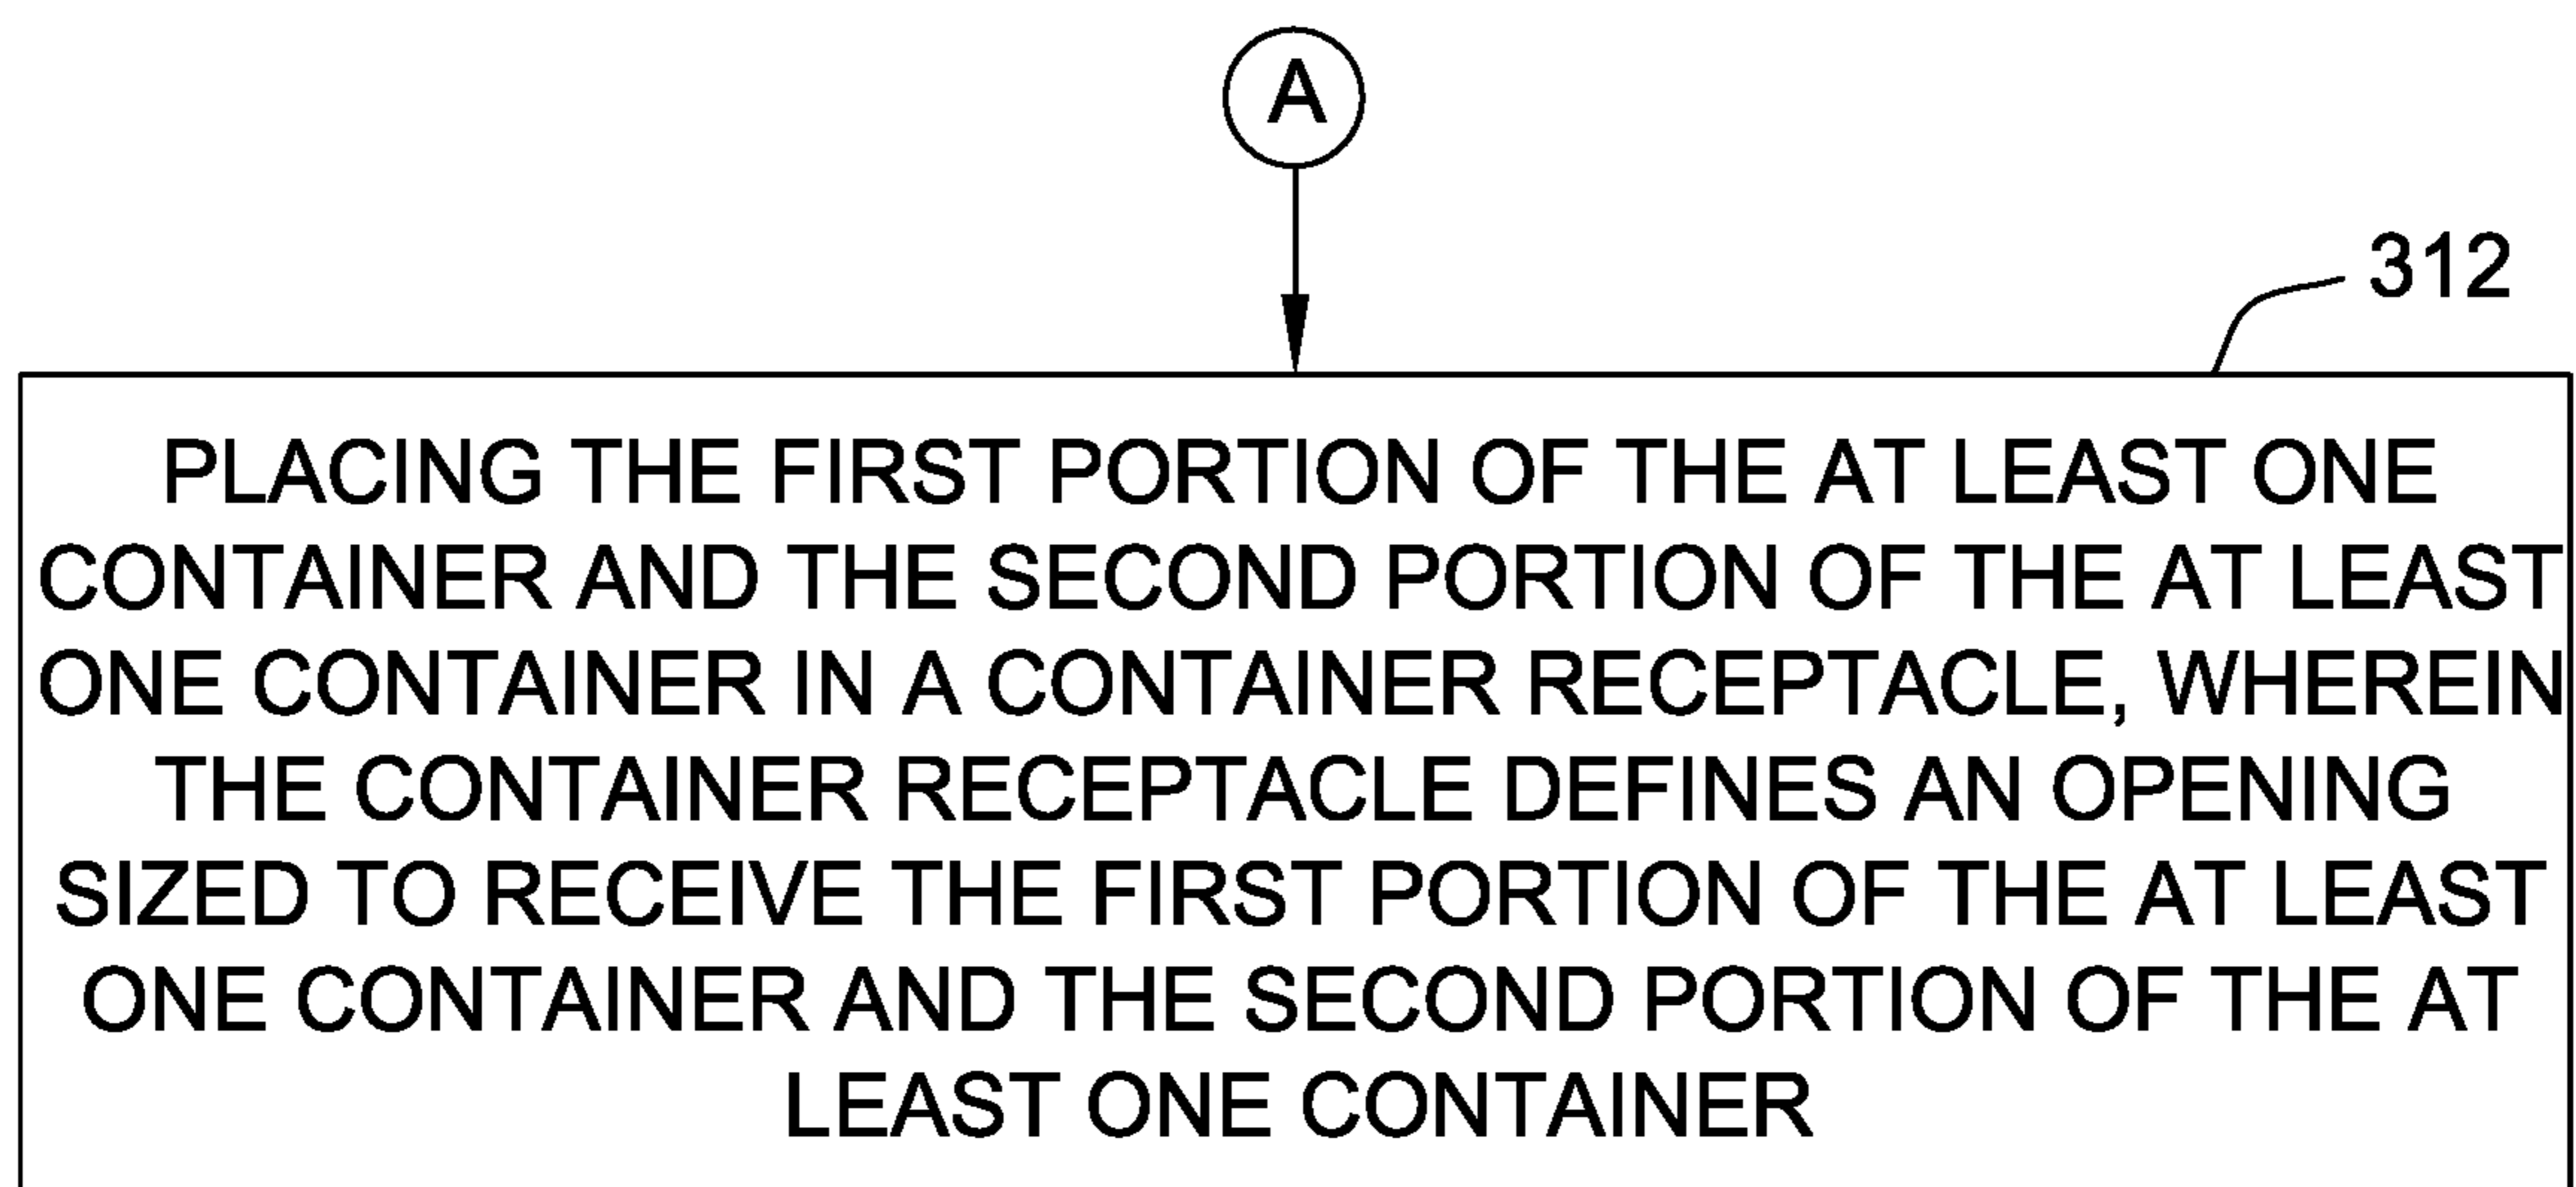 A
312
PLACING THE FIRST PORTION OF THE AT LEAST ONE
CONTAINER AND THE SECOND PORTION OF THE AT LEAST
ONE CONTAINER IN A CONTAINER RECEPTACLE, WHEREIN
THE CONTAINER RECEPTACLE DEFINES AN OPENING
SIZED TO RECEIVE THE FIRST PORTION OF THE AT LEAST
ONE CONTAINER AND THE SECOND PORTION OF THE AT
LEAST ONE CONTAINER